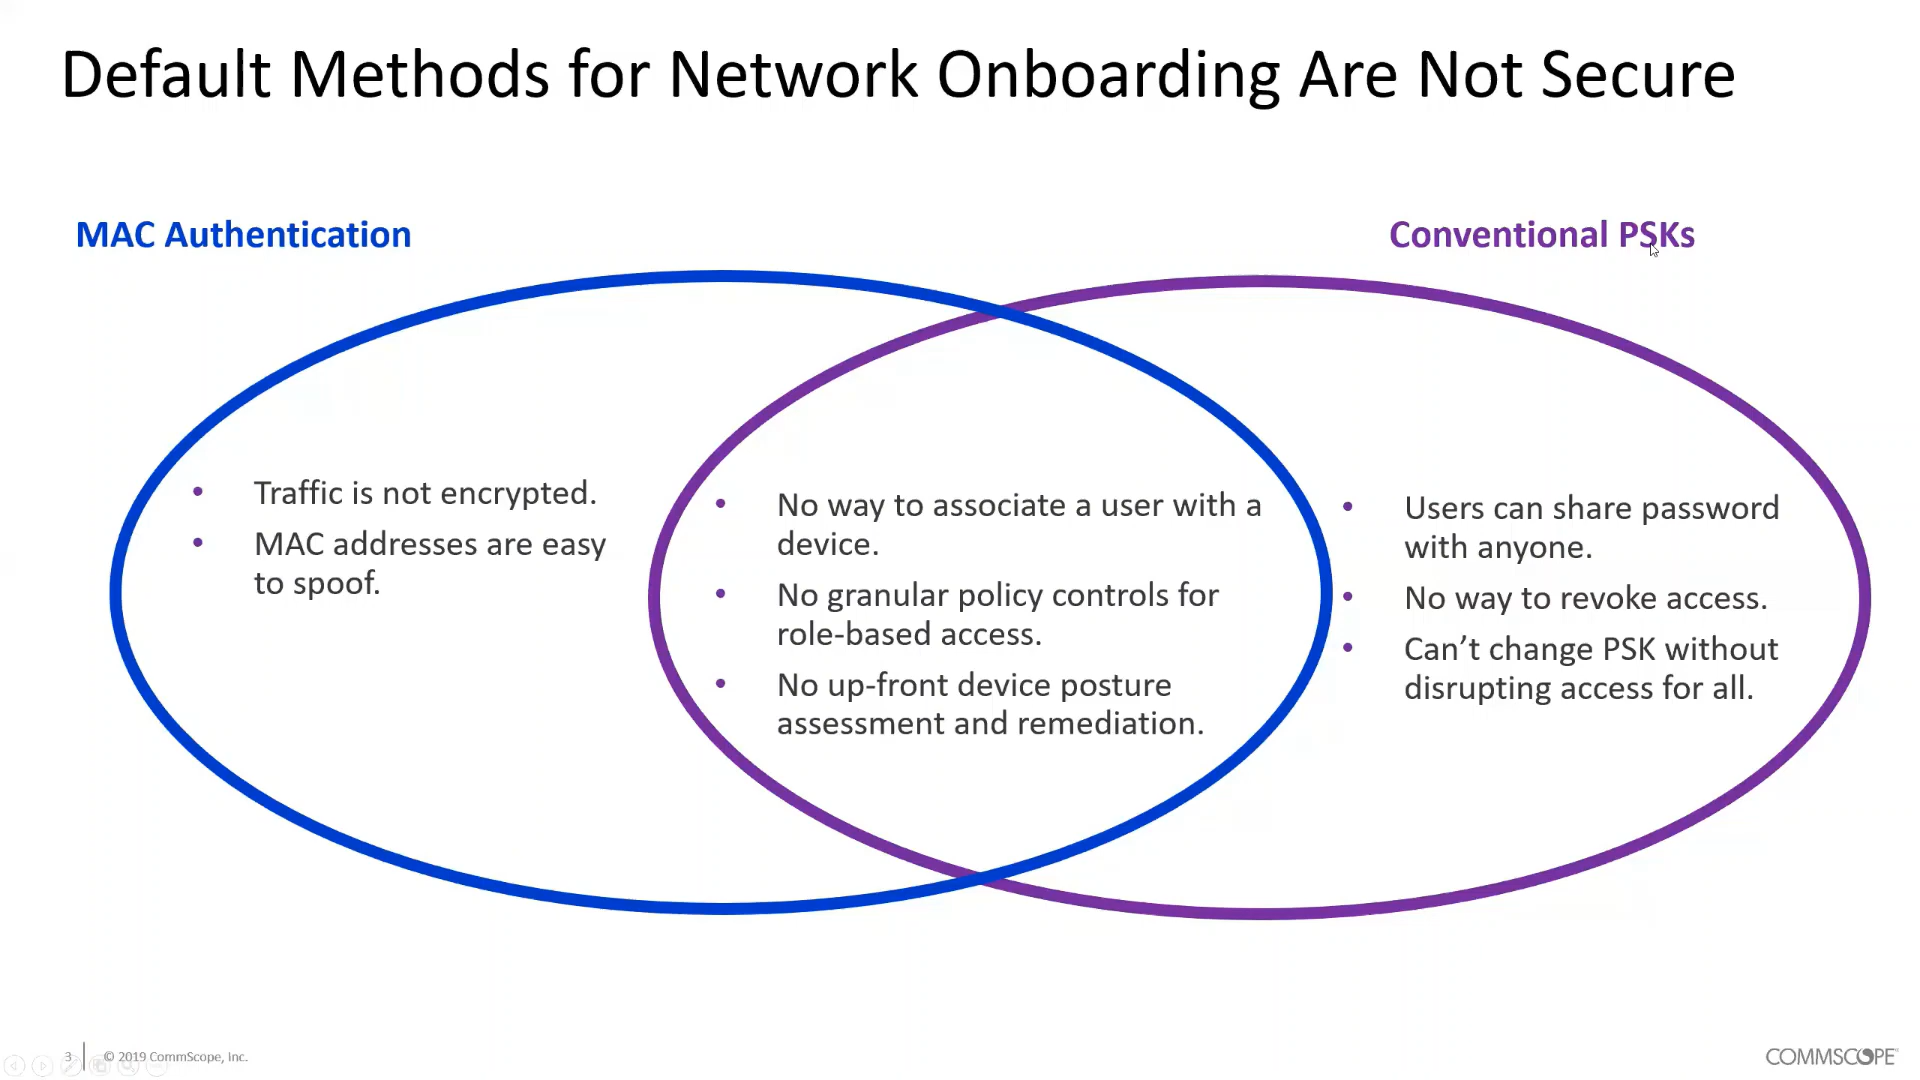 Default Methods for Network Onboarding Are Not Secure
MAC Authentication
Conventional PSKs
• Traffic is not encrypted.
• MAC addresses are easy
to spoof.
• No way to associate a user with a
device.
• No granular policy controls for
role-based access.
• No up-front device posture
assessment and remediation.
• Users can share password
with anyone.
• No way to revoke access.
• Can’t change PSK without
disrupting access for all.
3
© 2019 CommScope, Inc.
COMMSCOPE